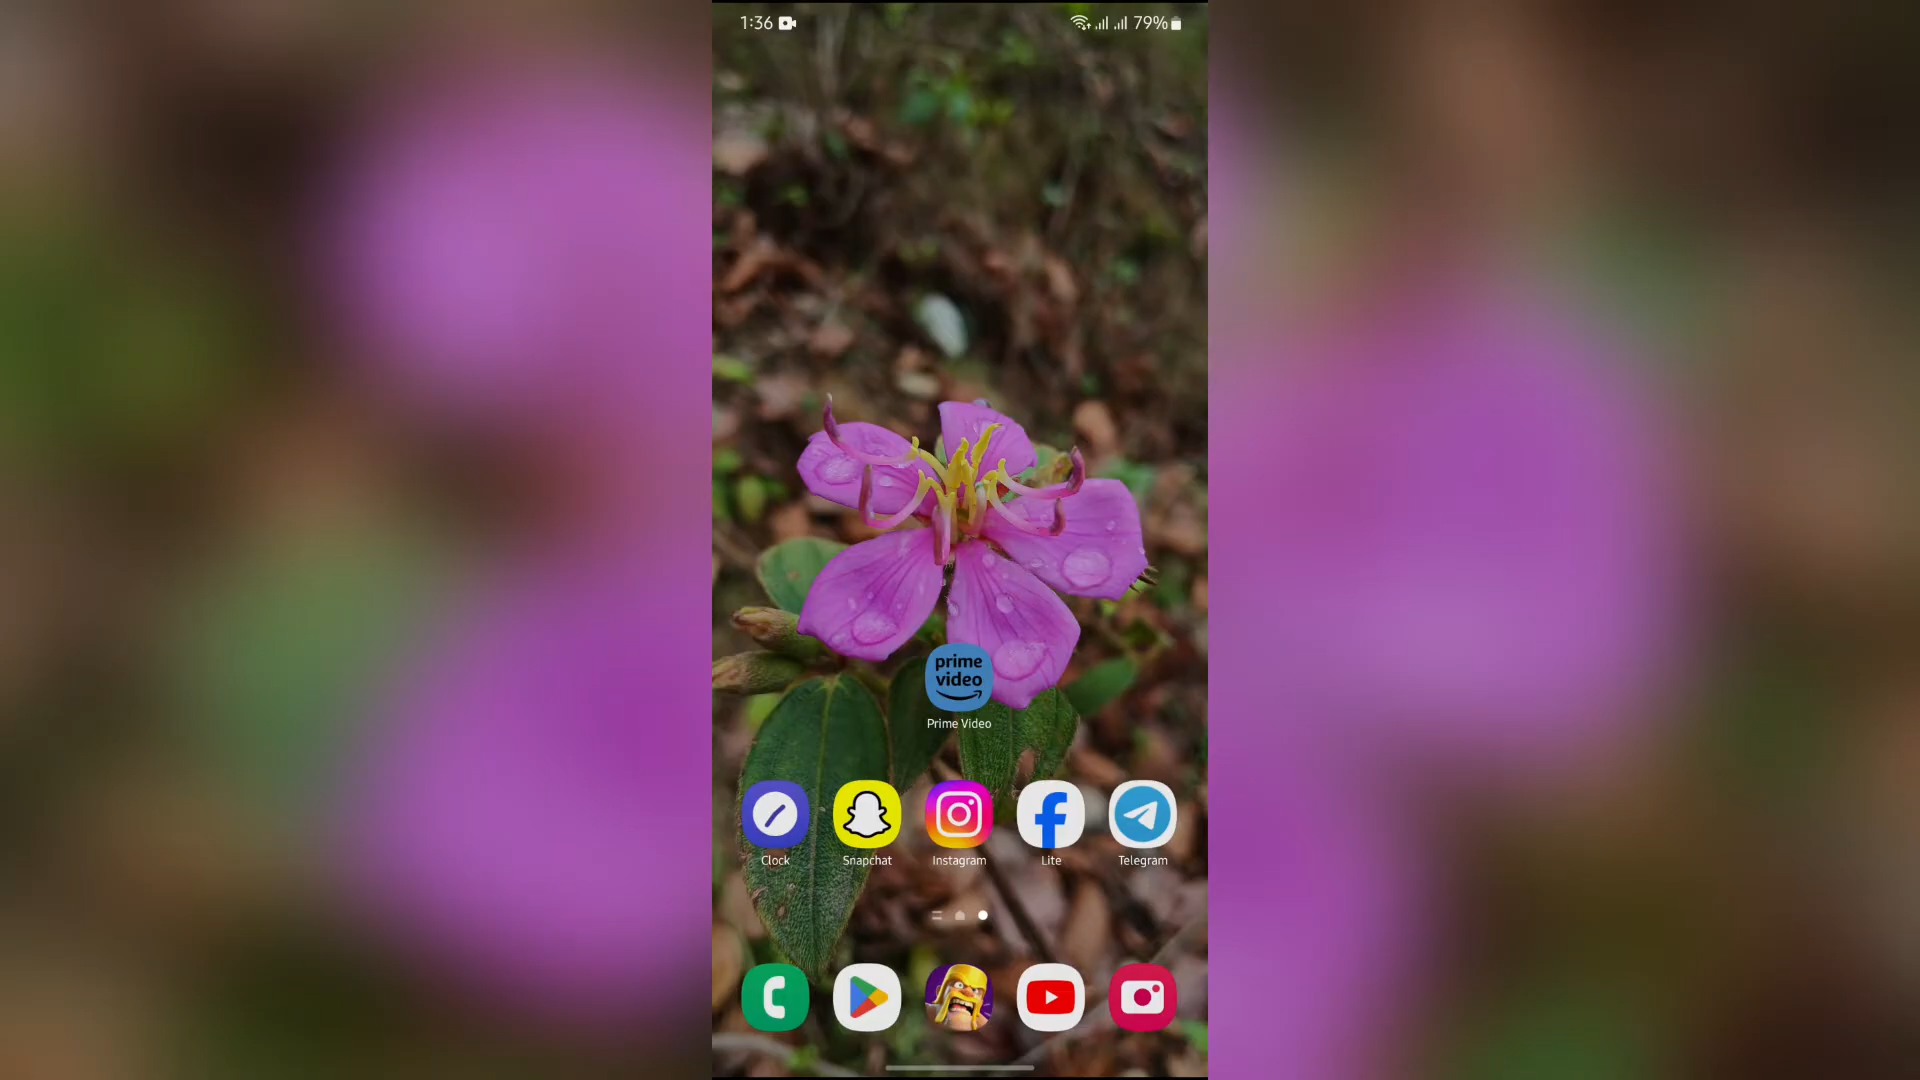 1:36 79%
prime
video
Prime Video
Clock Snapchat Instagram Lite Telegram